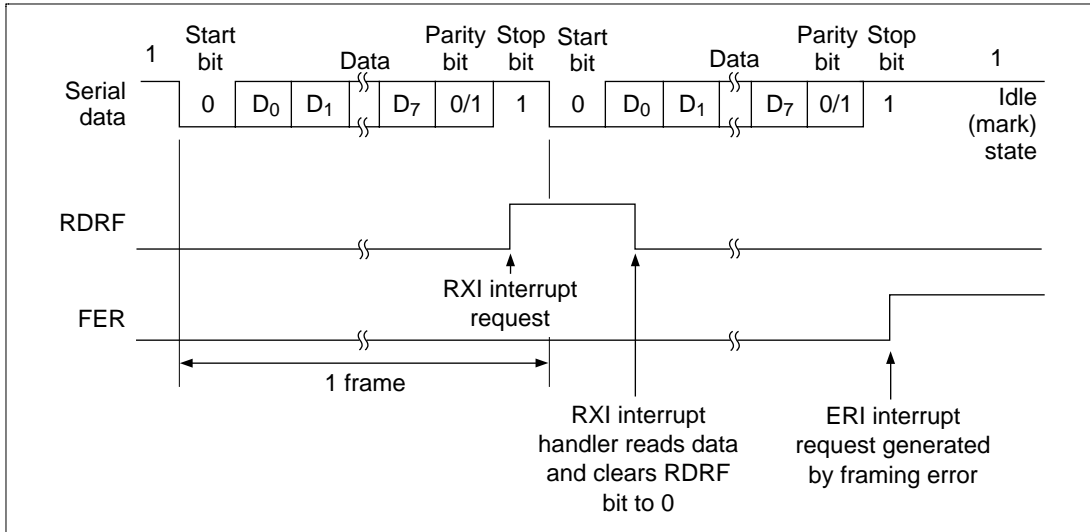 1 Start bit Data Parity bit Stop bit Start bit Data Parity bit Stop bit 1
Serial data 0 D0 D1 D7 0/1 1 0 D0 D1 D7 0/1 1 Idle (mark) state
RDRF
RXI interrupt
request
FER
1 frame
RXI interrupt
handler reads data
and clears RDRF
bit to 0
ERI interrupt
request generated
by framing error